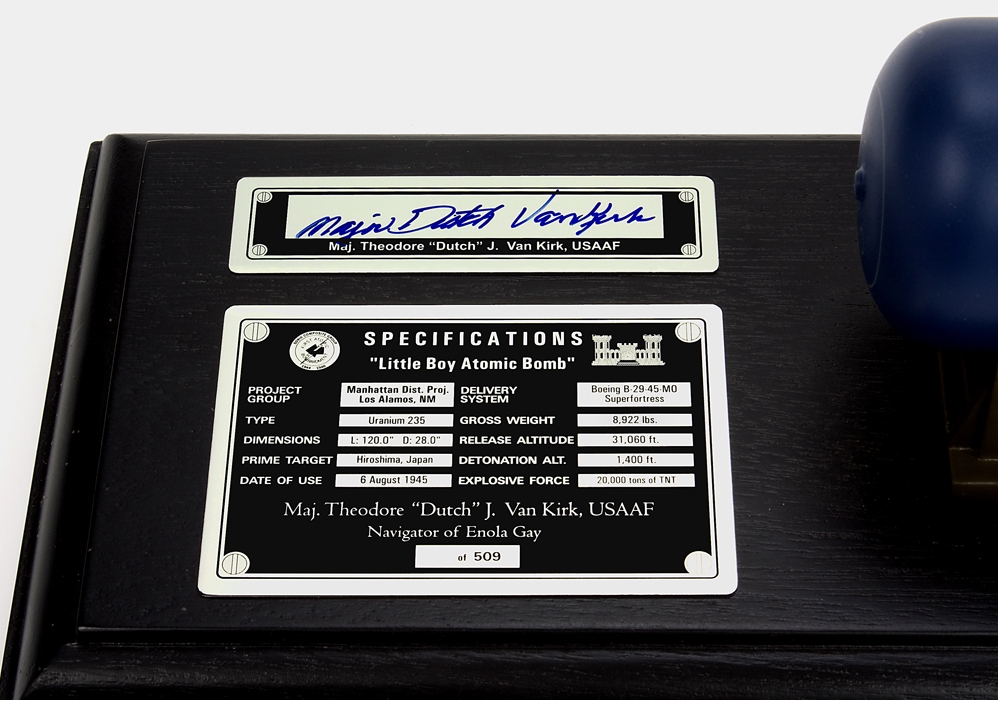 Major Dutch VanKirk
Maj. Theodore “Dutch” J. Van Kirk, USAAF
SPECIFICATIONS
"Little Boy Atomic Bomb"
PROJECT GROUP Manhattan Dist. Proj. Los Alamos, NM DELIVERY SYSTEM Boeing B-29-45-MO Superfortress
TYPE Uranium 235 GROSS WEIGHT 8,922 lbs.
DIMENSIONS L: 120.0" D: 28.0" RELEASE ALTITUDE 31,060 ft.
PRIME TARGET Hiroshima, Japan DETONATION ALT. 1,400 ft.
DATE OF USE 6 August 1945 EXPLOSIVE FORCE 20,000 tons of TNT
Maj. Theodore “Dutch” J. Van Kirk, USAAF
Navigator of Enola Gay
of 509